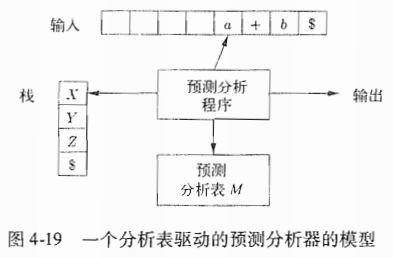 输入 a + b $
栈
X
Y
Z
$
预测分析
程序
输出
预测
分析表 M
图 4-19 一个分析表驱动的预测分析器的模型